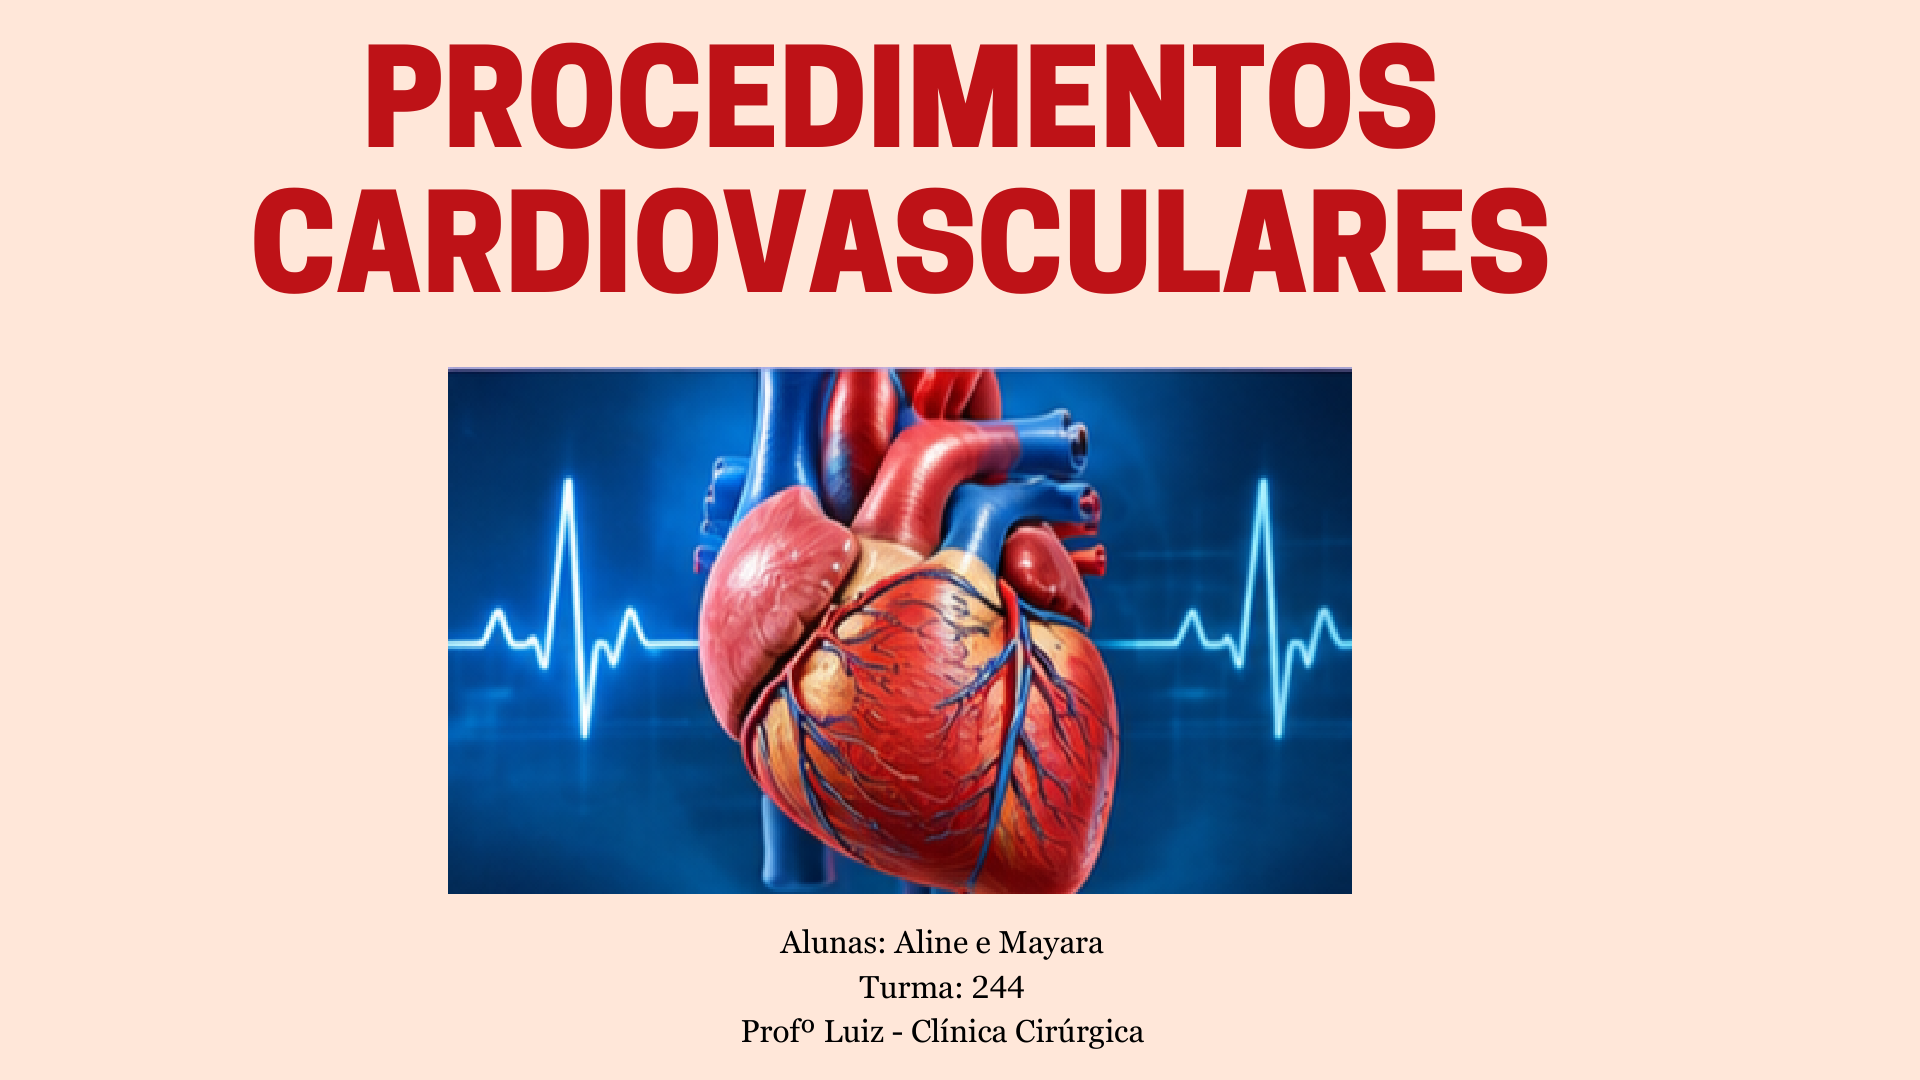 PROCEDIMENTOS
CARDIOVASCULARES
Alunas: Aline e Mayara
Turma: 244
Profº Luiz - Clínica Cirúrgica